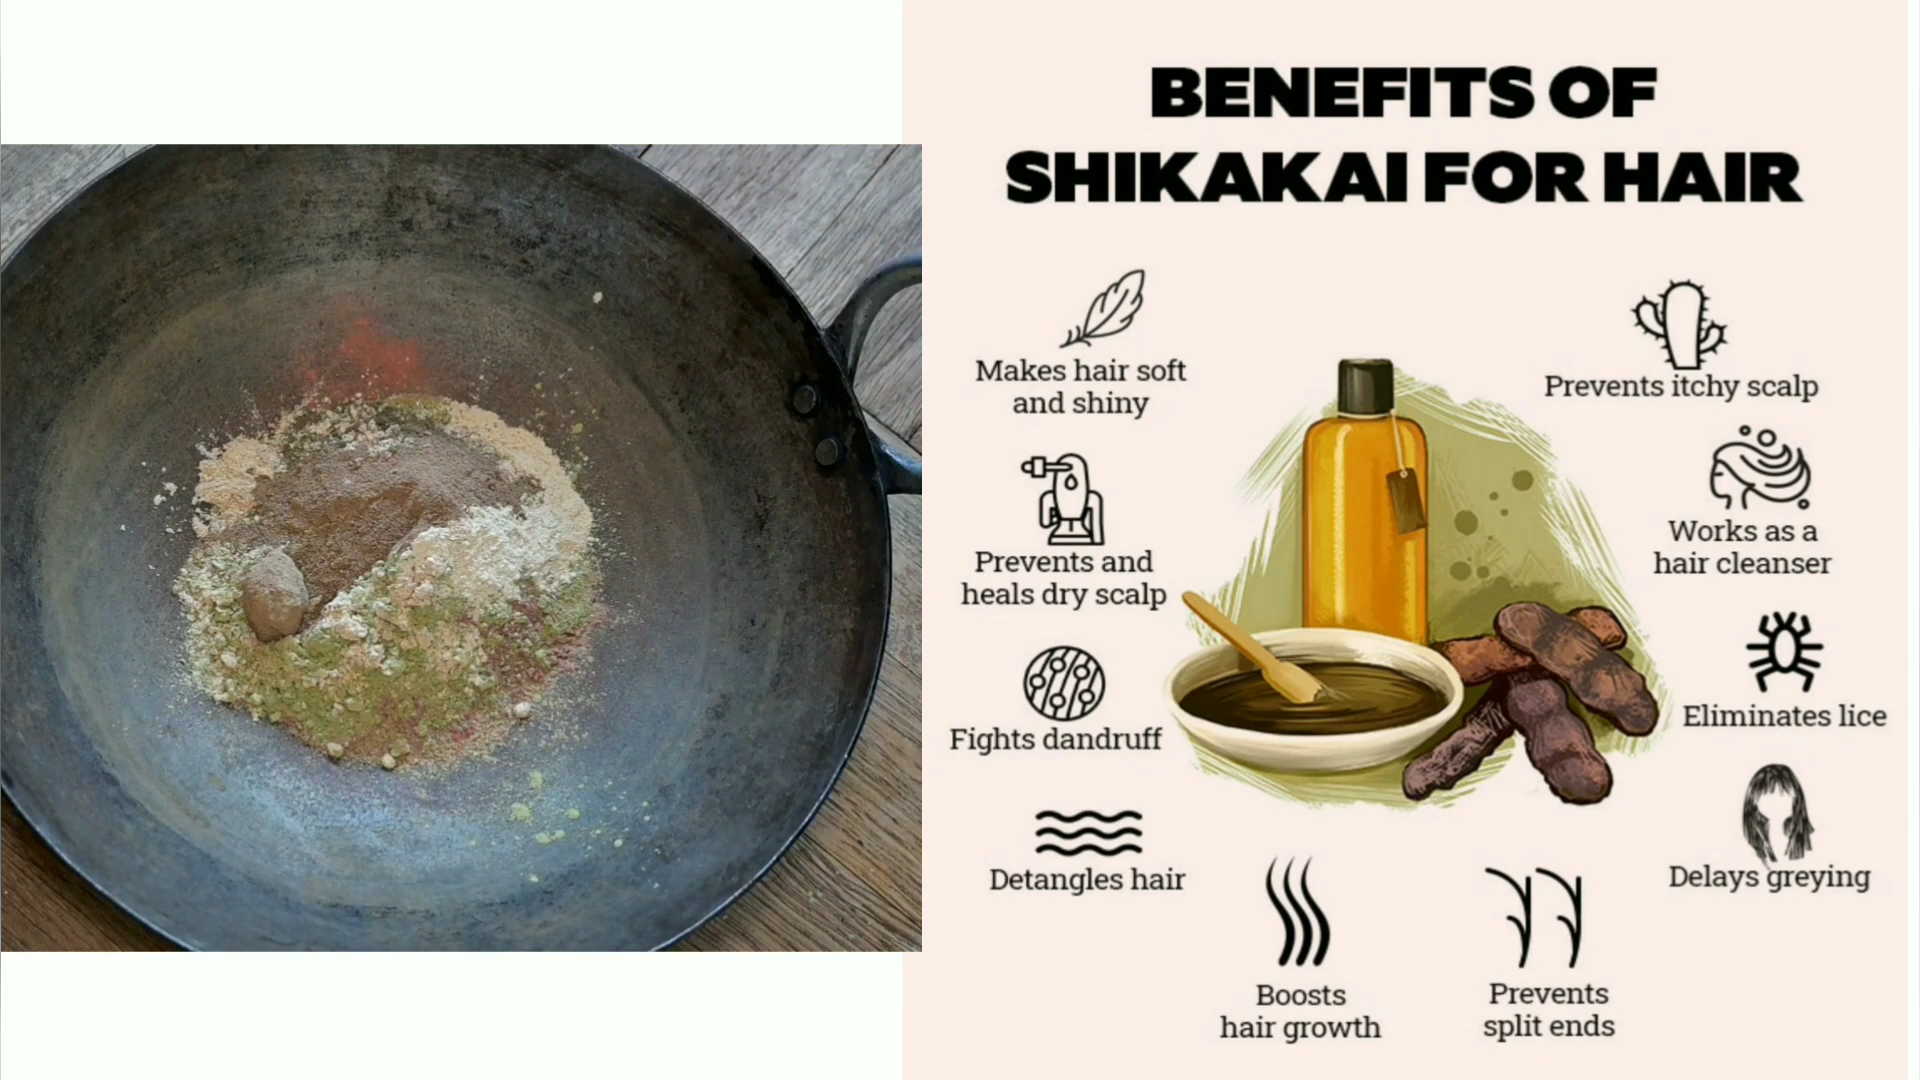 BENEFITS OF
SHIKAKAI FOR HAIR
Makes hair soft
and shiny
Prevents itchy scalp
Prevents and
heals dry scalp
Works as a
hair cleanser
Fights dandruff
Eliminates lice
Detangles hair
Delays greying
Boosts
hair growth
Prevents
split ends